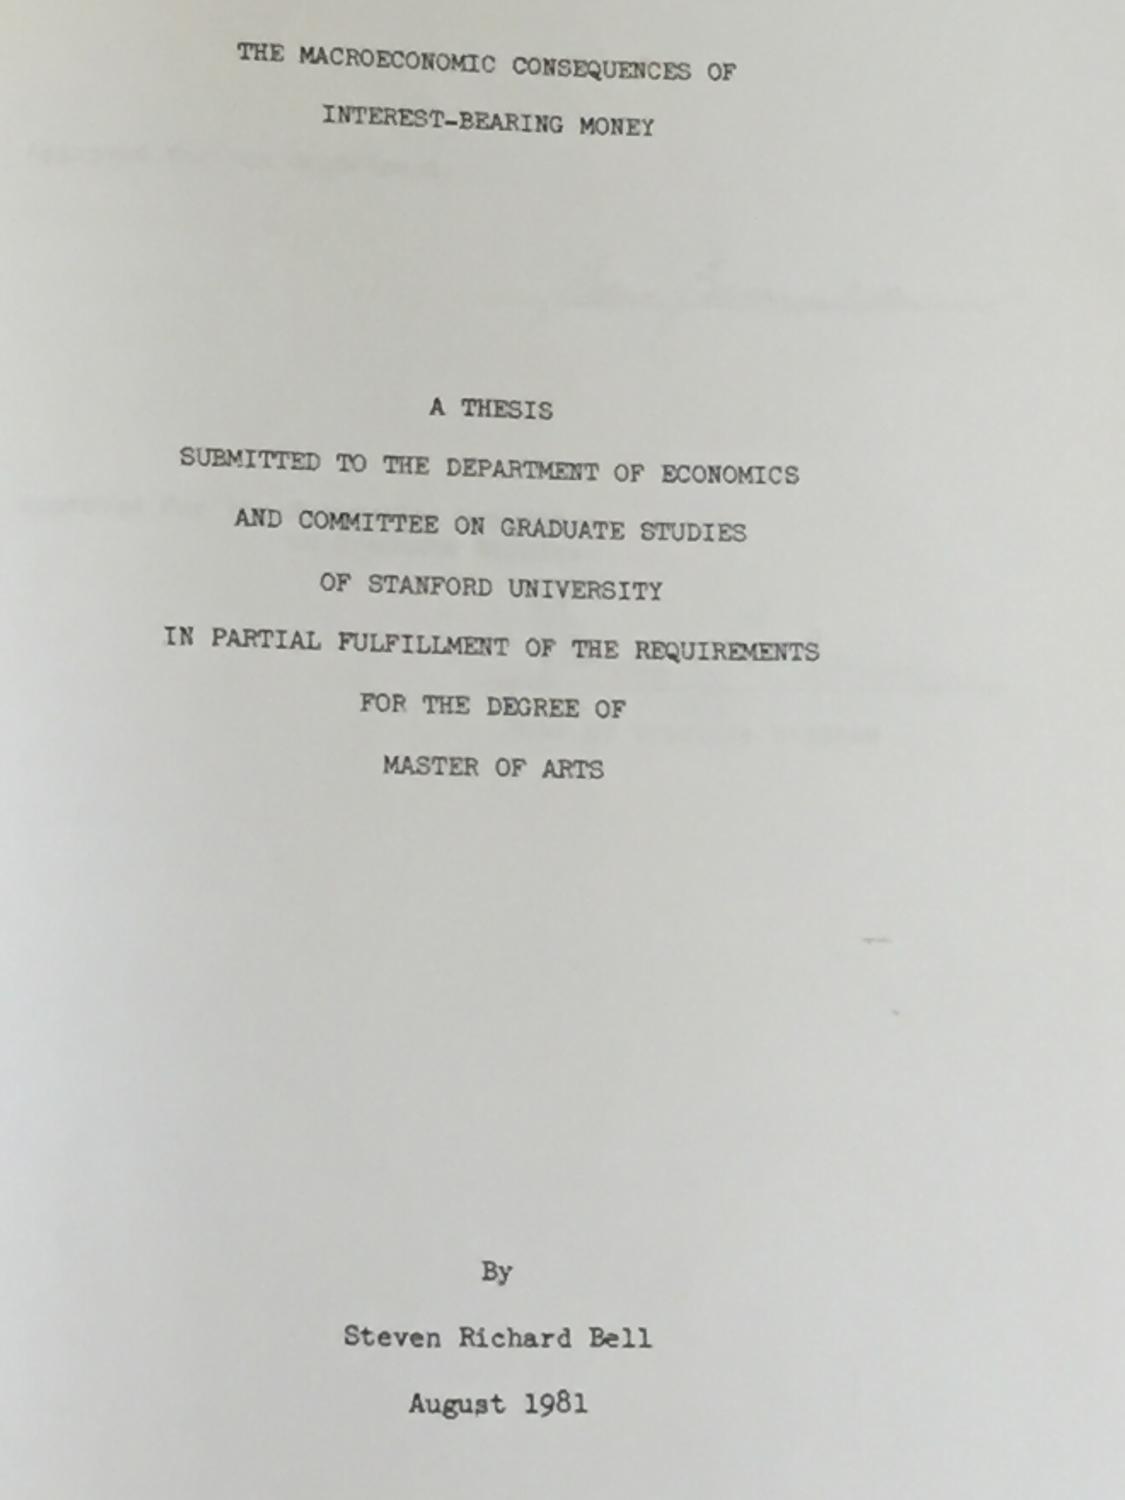 THE MACROECONOMIC CONSEQUENCES OF
INTEREST-BEARING MONEY
A THESIS
SUBMITTED TO THE DEPARTMENT OF ECONOMICS
AND COMMITTEE ON GRADUATE STUDIES
OF STANFORD UNIVERSITY
IN PARTIAL FULFILLMENT OF THE REQUIREMENTS
FOR THE DEGREE OF
MASTER OF ARTS
By
Steven Richard Bell
August 1981